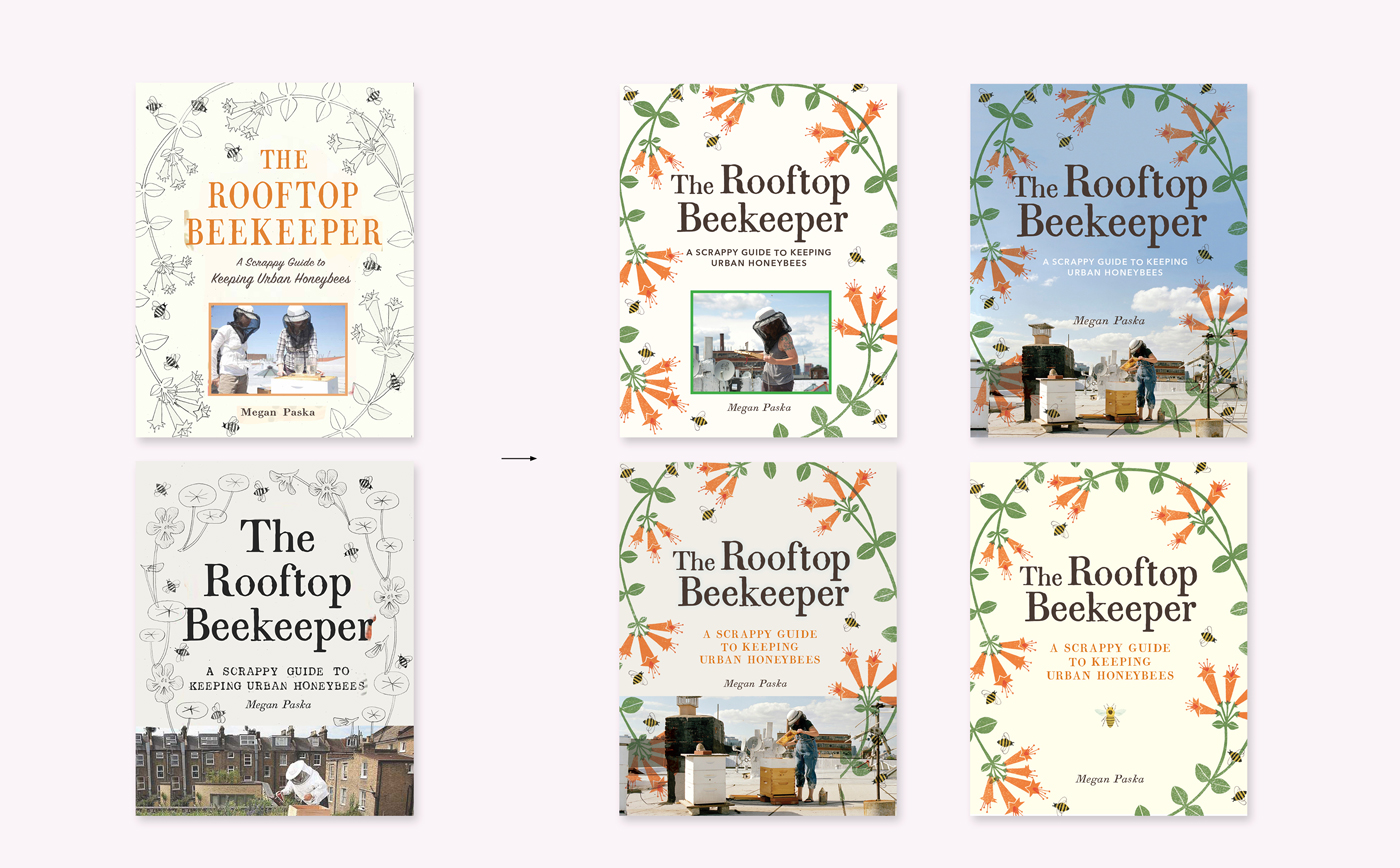 THE
ROOFTOP
BEEKEEPER
A Scrappy Guide to
Keeping Urban Honeybees
Megan Paska
The
Rooftop
Beekeeper
A SCRAPPY GUIDE TO
KEEPING URBAN HONEYBEES
Megan Paska
The Rooftop
Beekeeper
A SCRAPPY GUIDE TO KEEPING
URBAN HONEYBEES
Megan Paska
The Rooftop
Beekeeper
A SCRAPPY GUIDE TO KEEPING
URBAN HONEYBEES
Megan Paska
The Rooftop
Beekeeper
A SCRAPPY GUIDE
TO KEEPING
URBAN HONEYBEES
Megan Paska
The Rooftop
Beekeeper
A SCRAPPY GUIDE
TO KEEPING
URBAN HONEYBEES
Megan Paska